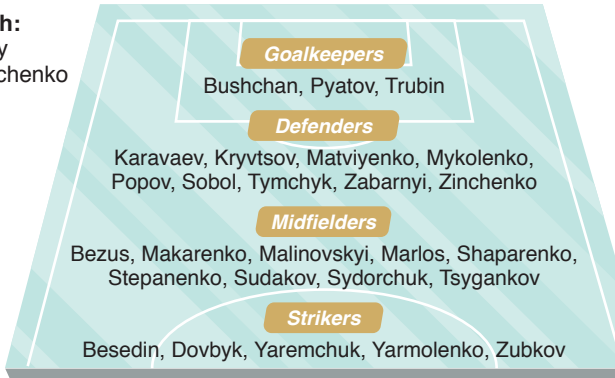 h:
y
chenko
Goalkeepers
Bushchan, Pyatov, Trubin
Defenders
Karavaev, Kryvtsov, Matviyenko, Mykolenko,
Popov, Sobol, Tymchyk, Zabarnyi, Zinchenko
Midfielders
Bezus, Makarenko, Malinovskyi, Marlos, Shaparenko,
Stepanenko, Sudakov, Sydorchuk, Tsygankov
Strikers
Besedin, Dovbyk, Yaremchuk, Yarmolenko, Zubkov